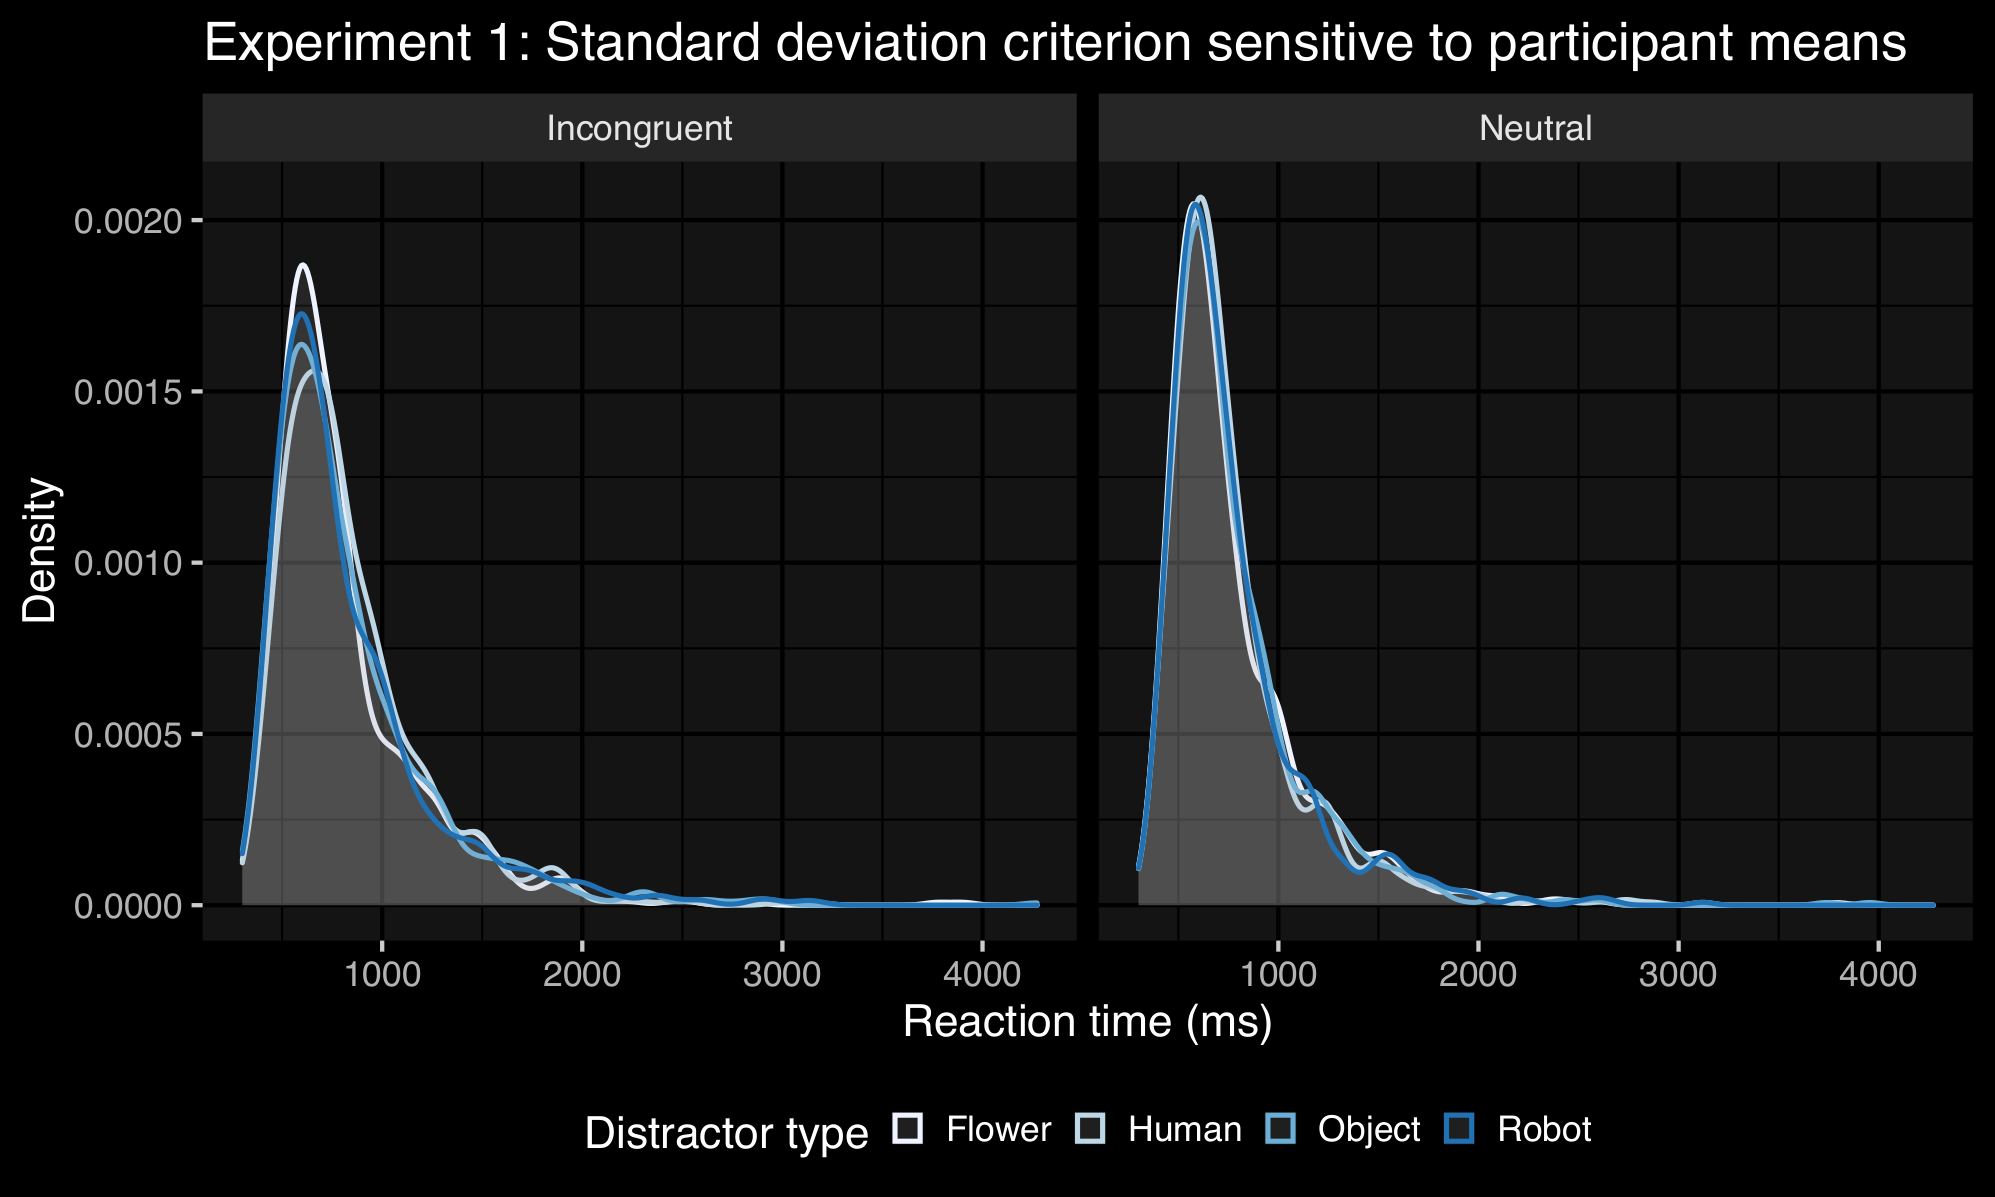 Experiment 1: Standard deviation criterion sensitive to participant means
Incongruent
Neutral
Density
0.0020
0.0015
0.0010
0.0005
0.0000
1000 2000 3000 4000
1000 2000 3000 4000
Reaction time (ms)
Distractor type Flower Human Object Robot